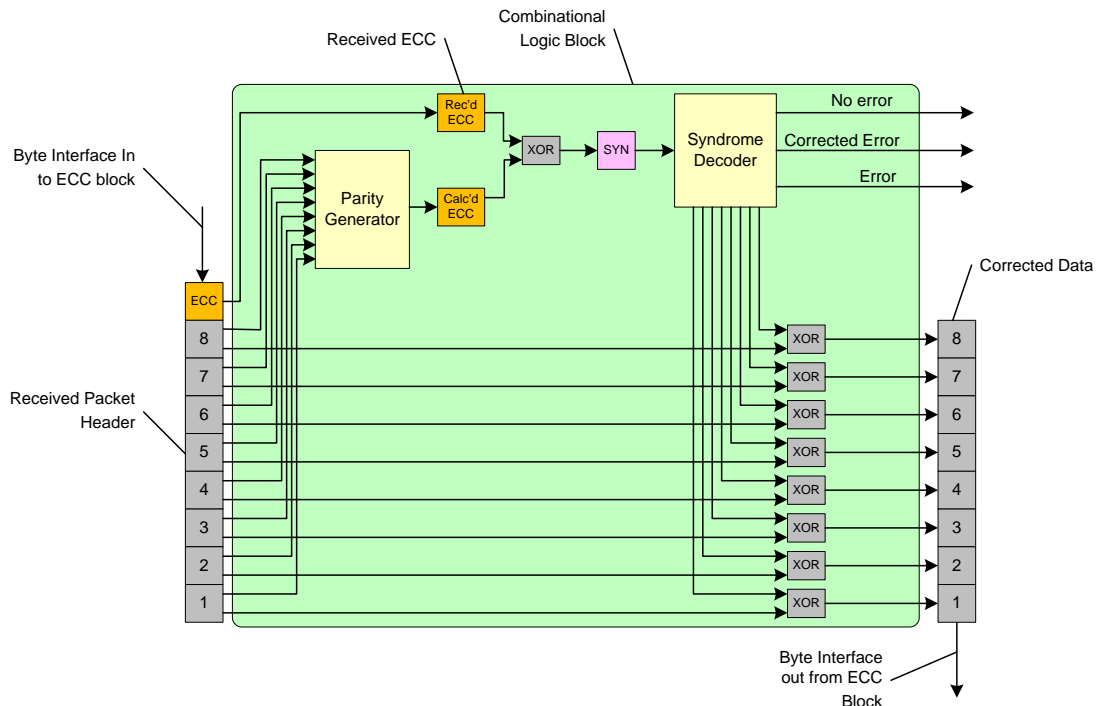 Combinational
Logic Block
Received ECC
Rec'd
ECC
No error
XOR
SYN
Syndrome
Decoder
Corrected Error
Error
Byte Interface In
to ECC block
Parity
Generator
Calc'd
ECC
Corrected Data
ECC
8
XOR
8
7
XOR
7
Received Packet
Header
6
XOR
6
5
XOR
5
4
XOR
4
3
XOR
3
2
XOR
2
1
XOR
1
Byte Interface
out from ECC
Block